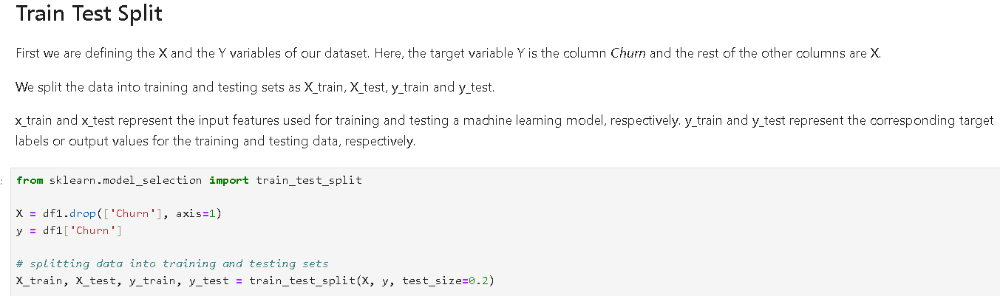 Train Test Split
First we are defining the X and the Y variables of our dataset. Here, the target variable Y is the column Churn and the rest of the other columns are X.
We split the data into training and testing sets as X_train, X_test, y_train and y_test.
x_train and x_test represent the input features used for training and testing a machine learning model, respectively. y_train and y_test represent the corresponding target
labels or output values for the training and testing data, respectively.
from sklearn.model_selection import train_test_split
X = df1.drop(['Churn'], axis=1)
y = df1['Churn']
# splitting data into training and testing sets
X_train, X_test, y_train, y_test = train_test_split(X, y, test_size=0.2)